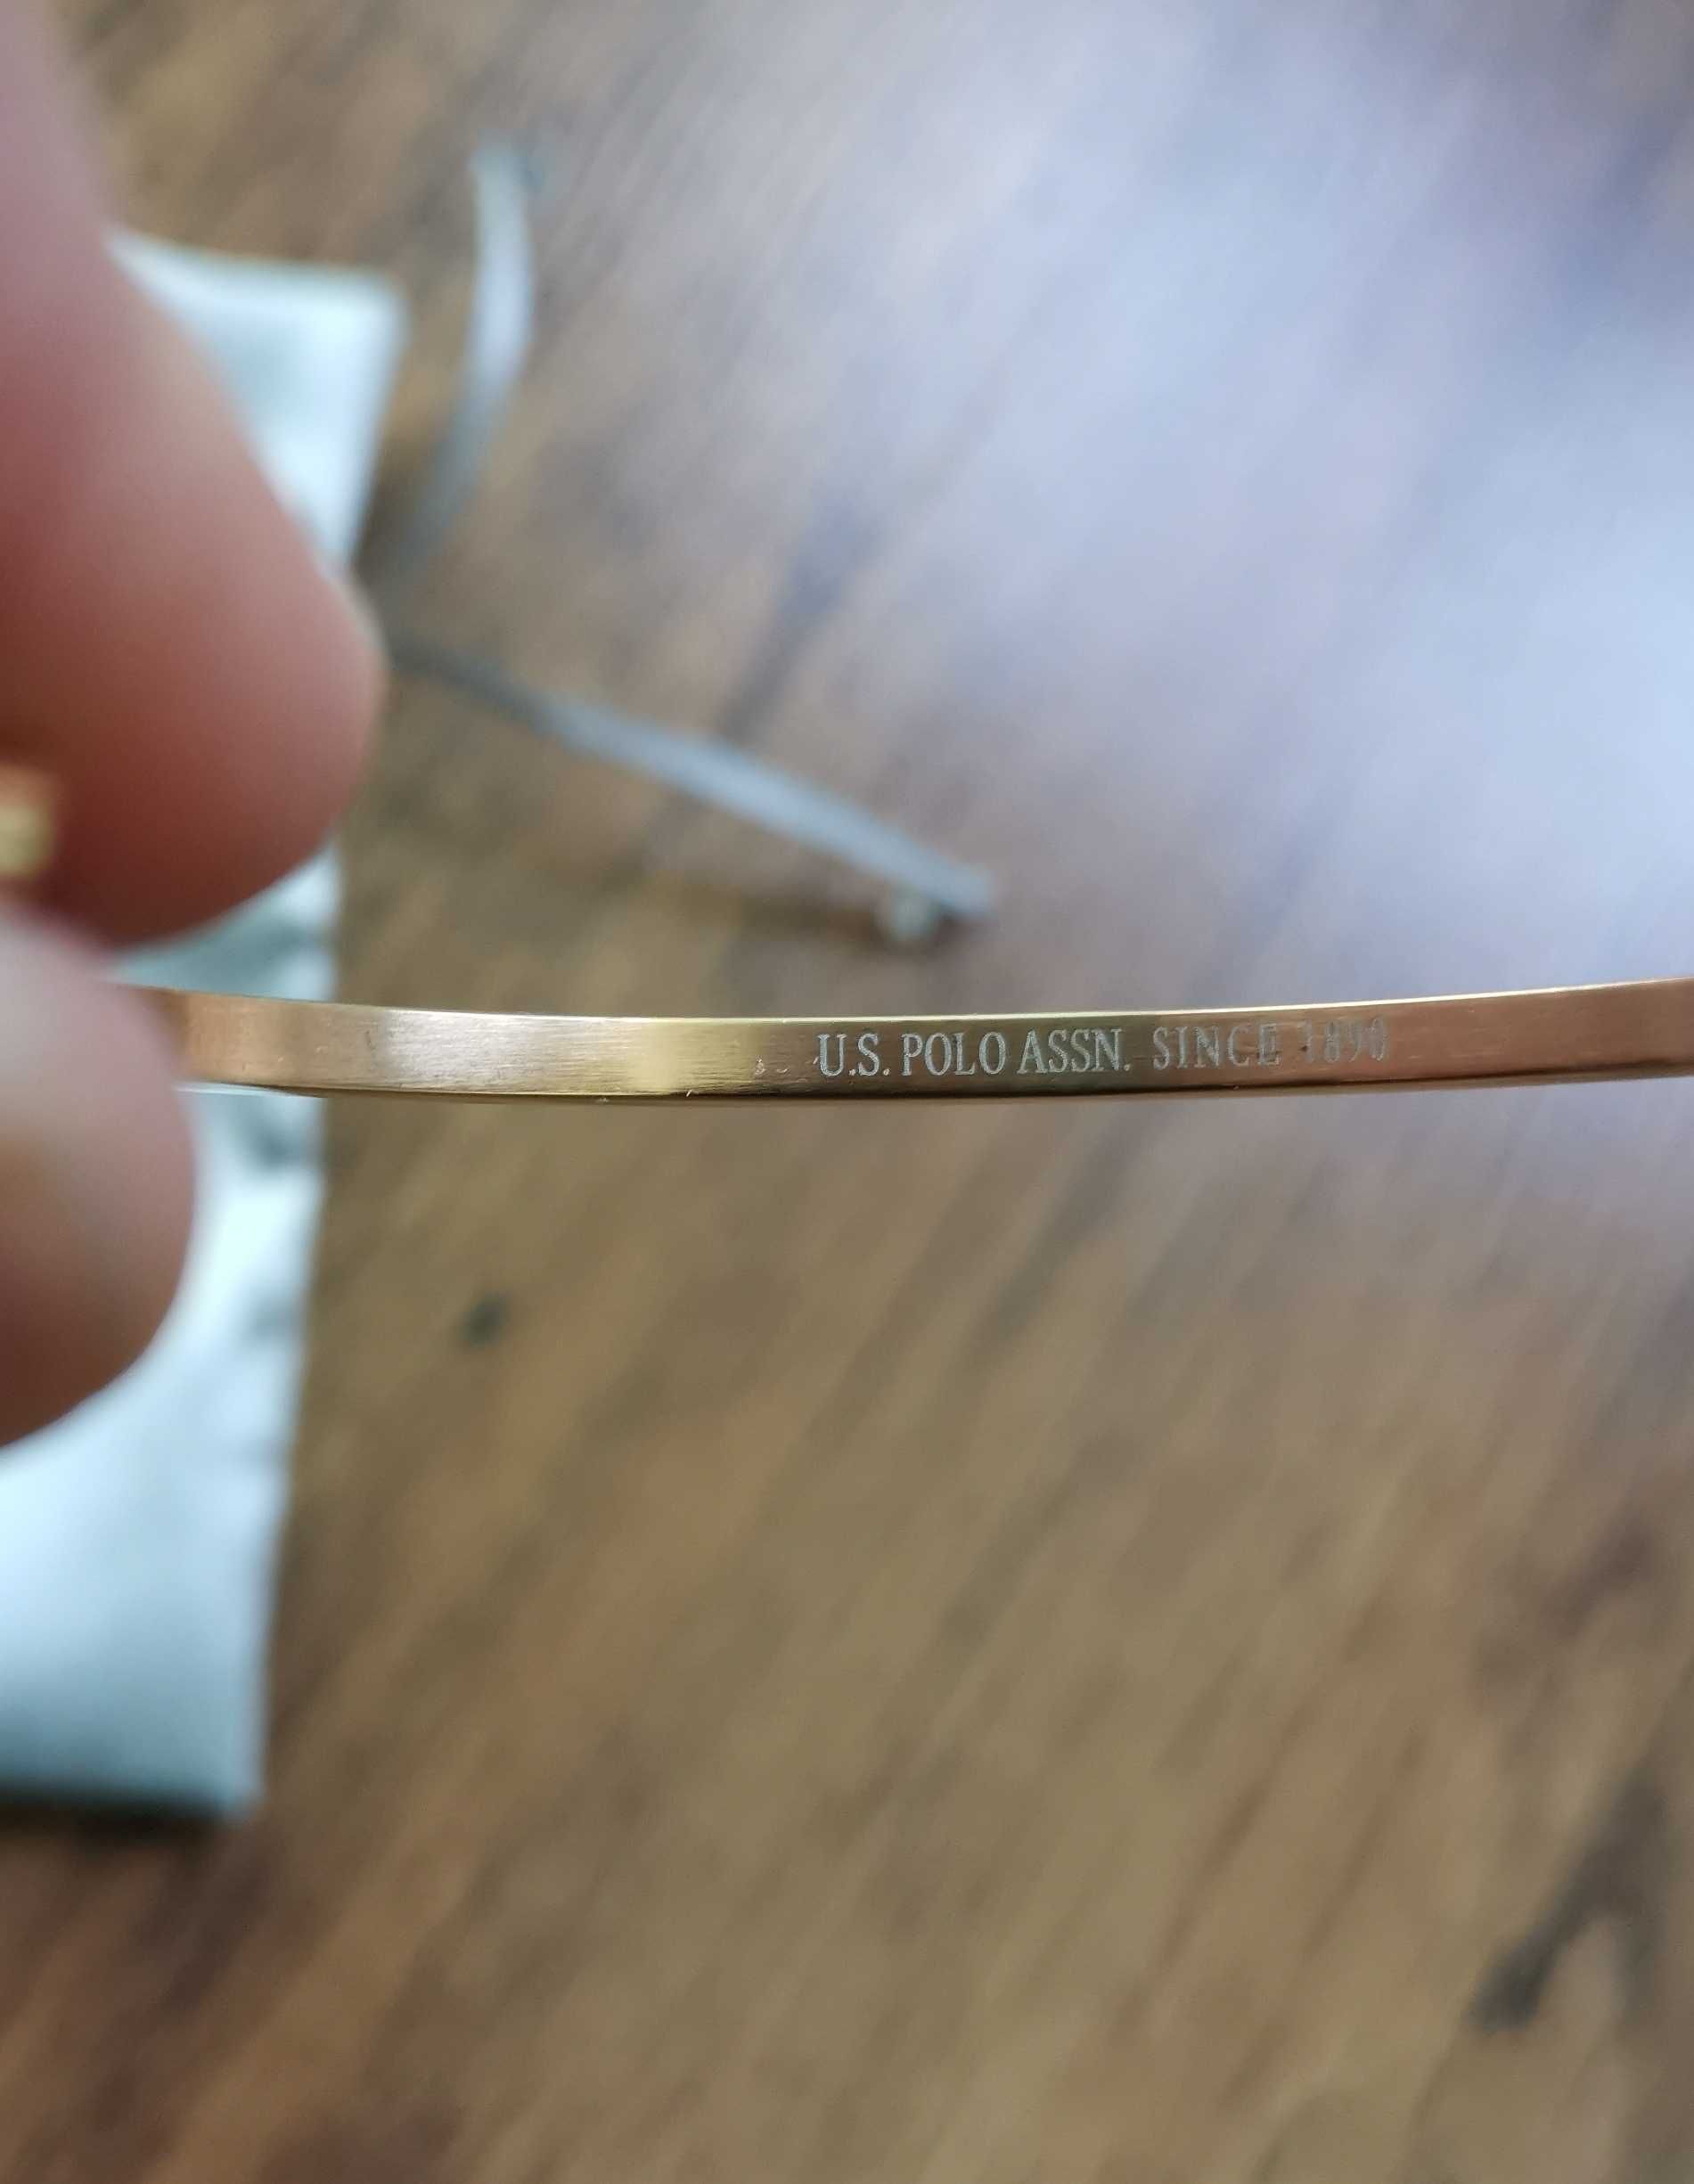 U.S. POLO ASSN. SINCE 1890